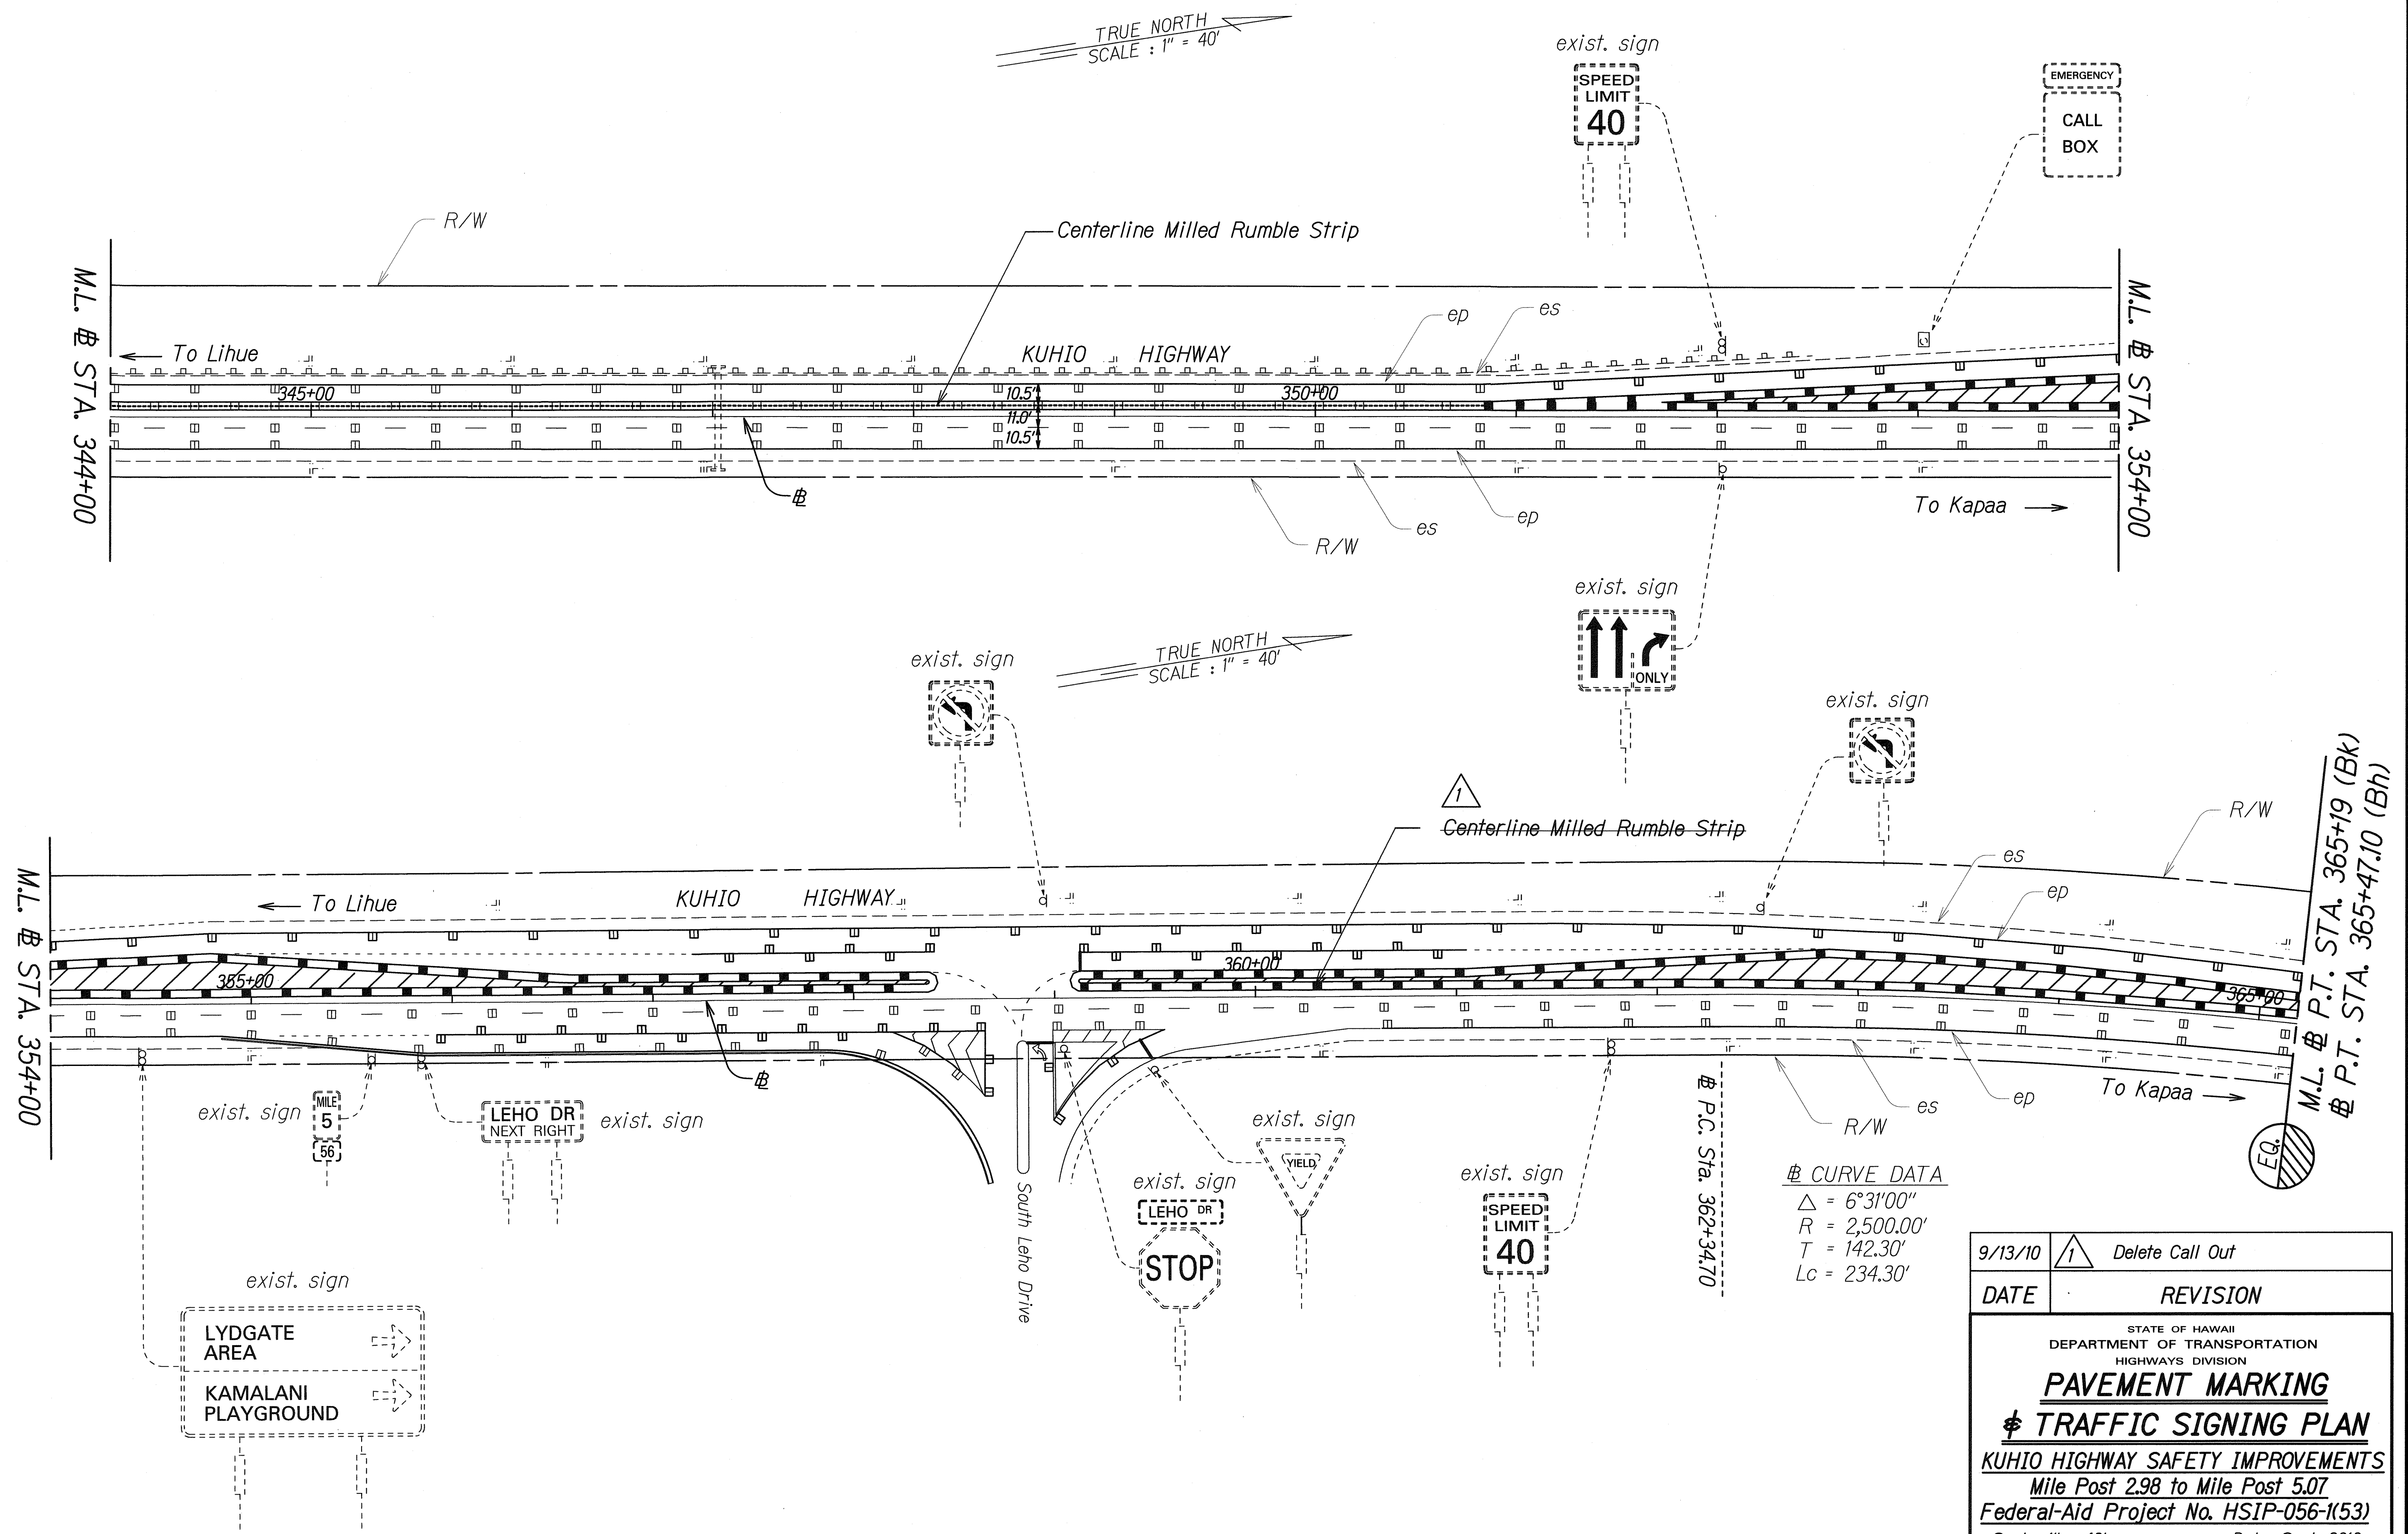 TRUE NORTH
SCALE : 1" = 40'
exist. sign
SPEED
LIMIT
40
EMERGENCY
CALL
BOX
R/W
Centerline Milled Rumble Strip
ep
es
M.L. ℄ STA. 344+00
To Lihue
KUHIO HIGHWAY
345+00
10.5'
350+00
11.0'
10.5'
M.L. ℄ STA. 354+00
℄
es
ep
R/W
To Kapaa
exist. sign
ONLY
TRUE NORTH
SCALE : 1" = 40'
exist. sign
exist. sign
1
Centerline Milled Rumble Strip
R/W
es
ep
M.L. ℄ STA. 354+00
To Lihue
KUHIO HIGHWAY
355+00
360+00
365+00
M.L. ℄ P.T. STA. 365+19 (Bk)
℄ P.T. STA. 365+47.10 (Bh)
EQ.
℄
exist. sign
MILE
5
56
LEHO DR
NEXT RIGHT
exist. sign
South Leho Drive
exist. sign
YIELD
exist. sign
LEHO DR
STOP
exist. sign
SPEED
LIMIT
40
℄ P.C. Sta. 362+34.70
R/W
es
ep
To Kapaa
℄ CURVE DATA
△ = 6°31'00"
R = 2,500.00'
T = 142.30'
Lc = 234.30'
exist. sign
LYDGATE
AREA
KAMALANI
PLAYGROUND
9/13/10 1 Delete Call Out
DATE REVISION
STATE OF HAWAII
DEPARTMENT OF TRANSPORTATION
HIGHWAYS DIVISION
PAVEMENT MARKING
& TRAFFIC SIGNING PLAN
KUHIO HIGHWAY SAFETY IMPROVEMENTS
Mile Post 2.98 to Mile Post 5.07
Federal-Aid Project No. HSIP-056-1(53)